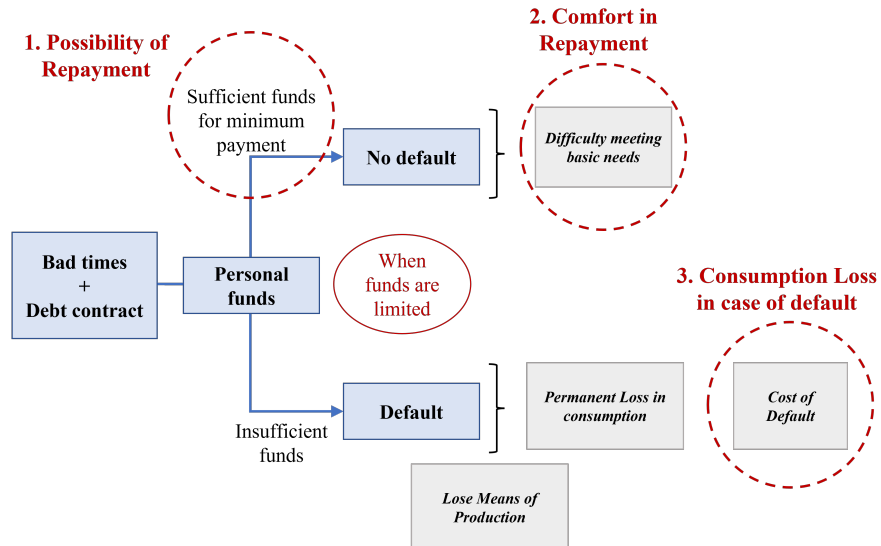 1. Possibility of
Repayment
2. Comfort in
Repayment
Sufficient funds
for minimum
payment
No default
Difficulty meeting
basic needs
Bad times
+
Debt contract
Personal
funds
When
funds are
limited
3. Consumption Loss
in case of default
Default
Insufficient
funds
Permanent Loss in
consumption
Cost of
Default
Lose Means of
Production